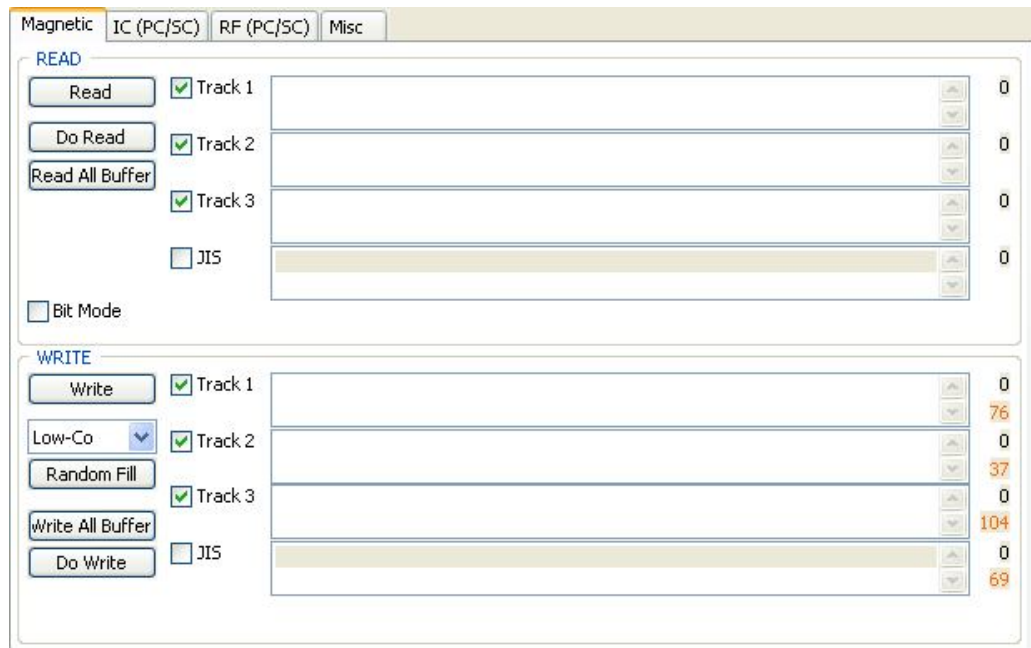 Magnetic IC (PC/SC) RF (PC/SC) Misc
READ
Read Track 1 0
Do Read Track 2 0
Read All Buffer
Track 3 0
JIS 0
Bit Mode
WRITE
Write Track 1 0
76
Low-Co Track 2 0
Random Fill 37
Track 3 0
Write All Buffer 104
Do Write JIS 0
69